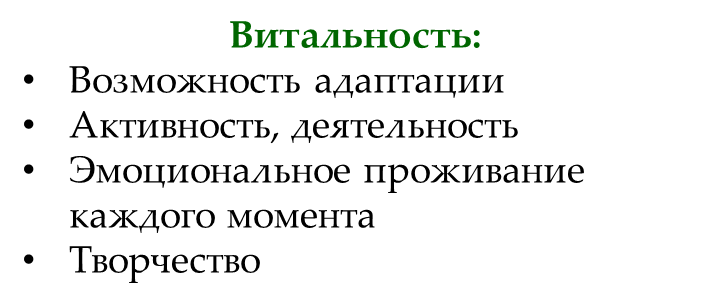 Витальность:
• Возможность адаптации
• Активность, деятельность
• Эмоциональное проживание
каждого момента
• Творчество